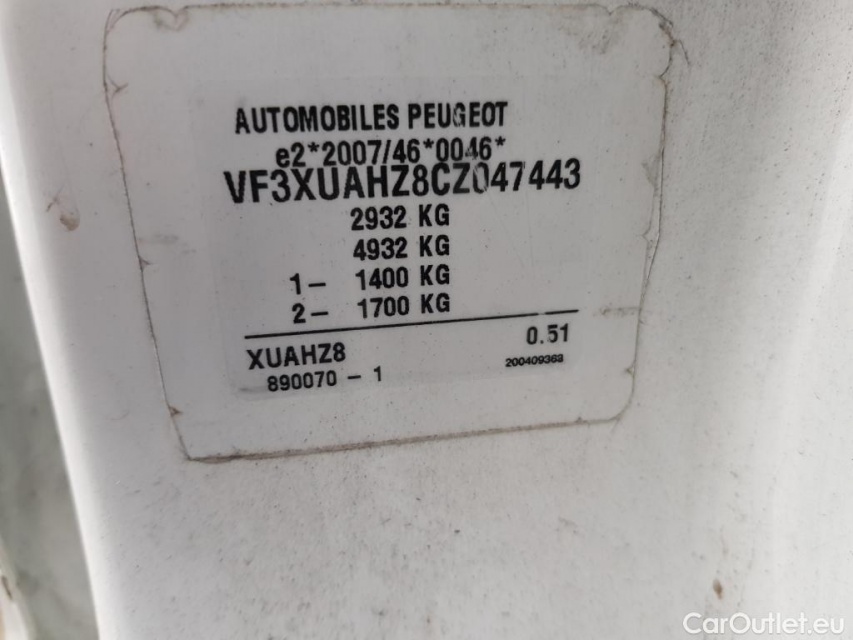 AUTOMOBILES PEUGEOT
e2*2007/46*0046*
VF3XUAHZ8CZ047443
2932 KG
4932 KG
1- 1400 KG
2- 1700 KG
XUAHZ8 0.51
890070 - 1 200409368
CarOutlet.eu